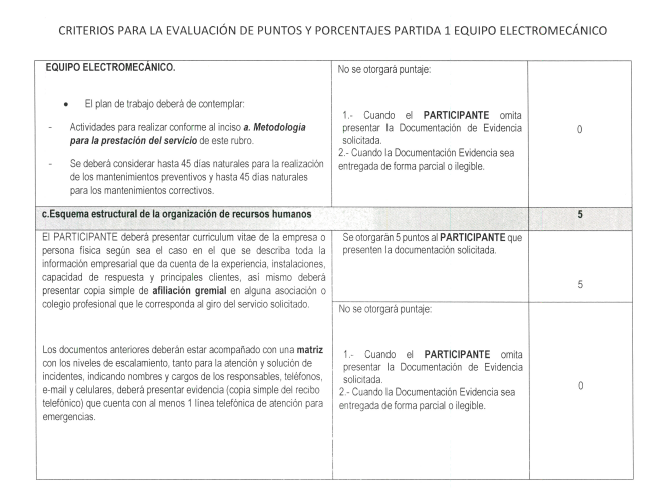 CRITERIOS PARA LA EVALUACIÓN DE PUNTOS Y PORCENTAJES PARTIDA 1 EQUIPO ELECTROMECÁNICO
EQUIPO ELECTROMECÁNICO.
• El plan de trabajo deberá de contemplar:
- Actividades para realizar conforme al inciso a. Metodología
para la prestación del servicio de este rubro.
- Se deberá considerar hasta 45 días naturales para la realización
de los mantenimientos preventivos y hasta 45 días naturales
para los mantenimientos correctivos.
No se otorgará puntaje:
1.- Cuando el PARTICIPANTE omita
presentar la Documentación de Evidencia
solicitada.
2.- Cuando la Documentación Evidencia sea
entregada de forma parcial o ilegible.
0
c.Esquema estructural de la organización de recursos humanos
5
El PARTICIPANTE deberá presentar curriculum vitae de la empresa o
persona física según sea el caso en el que se describa toda la
información empresarial que da cuenta de la experiencia, instalaciones,
capacidad de respuesta y principales clientes, asi mismo deberá
presentar copia simple de afiliación gremial en alguna asociación o
colegio profesional que le corresponda al giro del servicio solicitado.
Los documentos anteriores deberán estar acompañado con una matriz
con los niveles de escalamiento, tanto para la atención y solución de
incidentes, indicando nombres y cargos de los responsables, teléfonos,
e-mail y celulares, deberá presentar evidencia (copia simple del recibo
telefónico) que cuenta con al menos 1 línea telefónica de atención para
emergencias.
Se otorgarán 5 puntos al PARTICIPANTE que
presenten la documentación solicitada.
5
No se otorgará puntaje:
1.- Cuando el PARTICIPANTE omita
presentar la Documentación de Evidencia
solicitada.
2.- Cuando la Documentación Evidencia sea
entregada de forma parcial o ilegible.
0